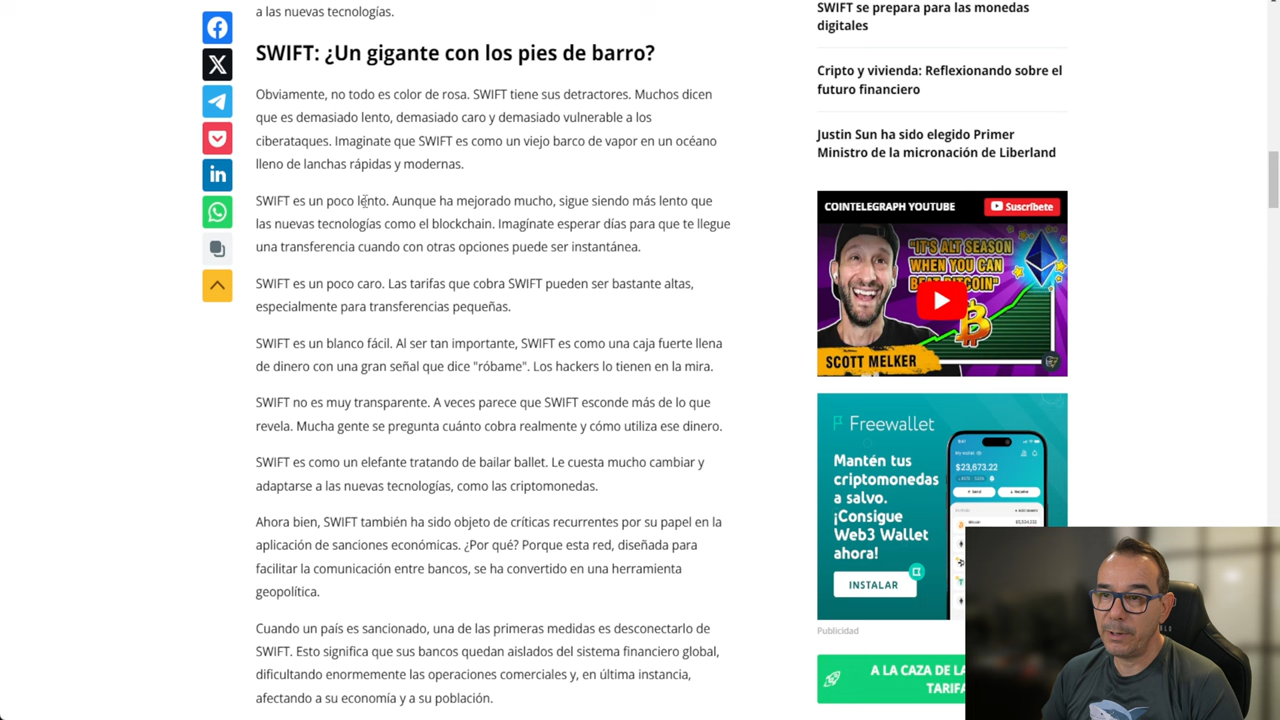 a las nuevas tecnologías.
SWIFT: ¿Un gigante con los pies de barro?
Obviamente, no todo es color de rosa. SWIFT tiene sus detractores. Muchos dicen
que es demasiado lento, demasiado caro y demasiado vulnerable a los
ciberataques. Imaginate que SWIFT es como un viejo barco de vapor en un océano
lleno de lanchas rápidas y modernas.
SWIFT es un poco lento. Aunque ha mejorado mucho, sigue siendo más lento que
las nuevas tecnologías como el blockchain. Imagínate esperar días para que te llegue
una transferencia cuando con otras opciones puede ser instantánea.
SWIFT es un poco caro. Las tarifas que cobra SWIFT pueden ser bastante altas,
especialmente para transferencias pequeñas.
SWIFT es un blanco fácil. Al ser tan importante, SWIFT es como una caja fuerte llena
de dinero con una gran señal que dice "róbame". Los hackers lo tienen en la mira.
SWIFT no es muy transparente. A veces parece que SWIFT esconde más de lo que
revela. Mucha gente se pregunta cuánto cobra realmente y cómo utiliza ese dinero.
SWIFT es como un elefante tratando de bailar ballet. Le cuesta mucho cambiar y
adaptarse a las nuevas tecnologías, como las criptomonedas.
Ahora bien, SWIFT también ha sido objeto de críticas recurrentes por su papel en la
aplicación de sanciones económicas. ¿Por qué? Porque esta red, diseñada para
facilitar la comunicación entre bancos, se ha convertido en una herramienta
geopolítica.
Cuando un país es sancionado, una de las primeras medidas es desconectarlo de
SWIFT. Esto significa que sus bancos quedan aislados del sistema financiero global,
dificultando enormemente las operaciones comerciales y, en última instancia,
afectando a su economía y a su población.
SWIFT se prepara para las monedas
digitales
Cripto y vivienda: Reflexionando sobre el
futuro financiero
Justin Sun ha sido elegido Primer
Ministro de la micronación de Liberland
COINTELEGRAPH YOUTUBE
Suscríbete
"IT'S ALT SEASON
WHEN YOU CAN
BEAT BITCOIN"
SCOTT MELKER
Freewallet
Mantén tus
criptomonedas
a salvo.
¡Consigue
Web3 Wallet
ahora!
INSTALAR
$23,673.22
Publicidad
A LA CAZA DE LA
TARIFA